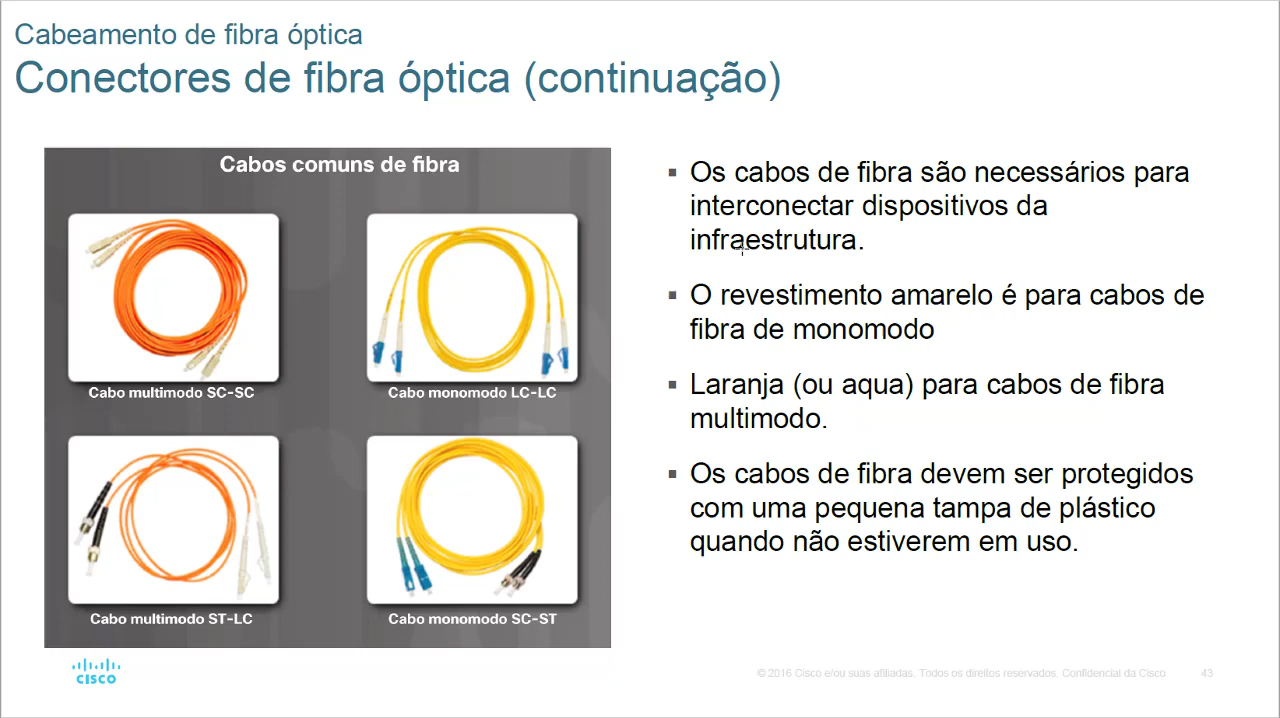 Cabeamento de fibra óptica
Conectores de fibra óptica (continuação)
Cabos comuns de fibra
Cabo multimodo SC-SC
Cabo monomodo LC-LC
Cabo multimodo ST-LC
Cabo monomodo SC-ST
▪ Os cabos de fibra são necessários para
interconectar dispositivos da
infraestrutura.
▪ O revestimento amarelo é para cabos de
fibra de monomodo
▪ Laranja (ou aqua) para cabos de fibra
multimodo.
▪ Os cabos de fibra devem ser protegidos
com uma pequena tampa de plástico
quando não estiverem em uso.
CISCO
© 2016 Cisco e/ou suas afiliadas. Todos os direitos reservados. Confidencial da Cisco
43